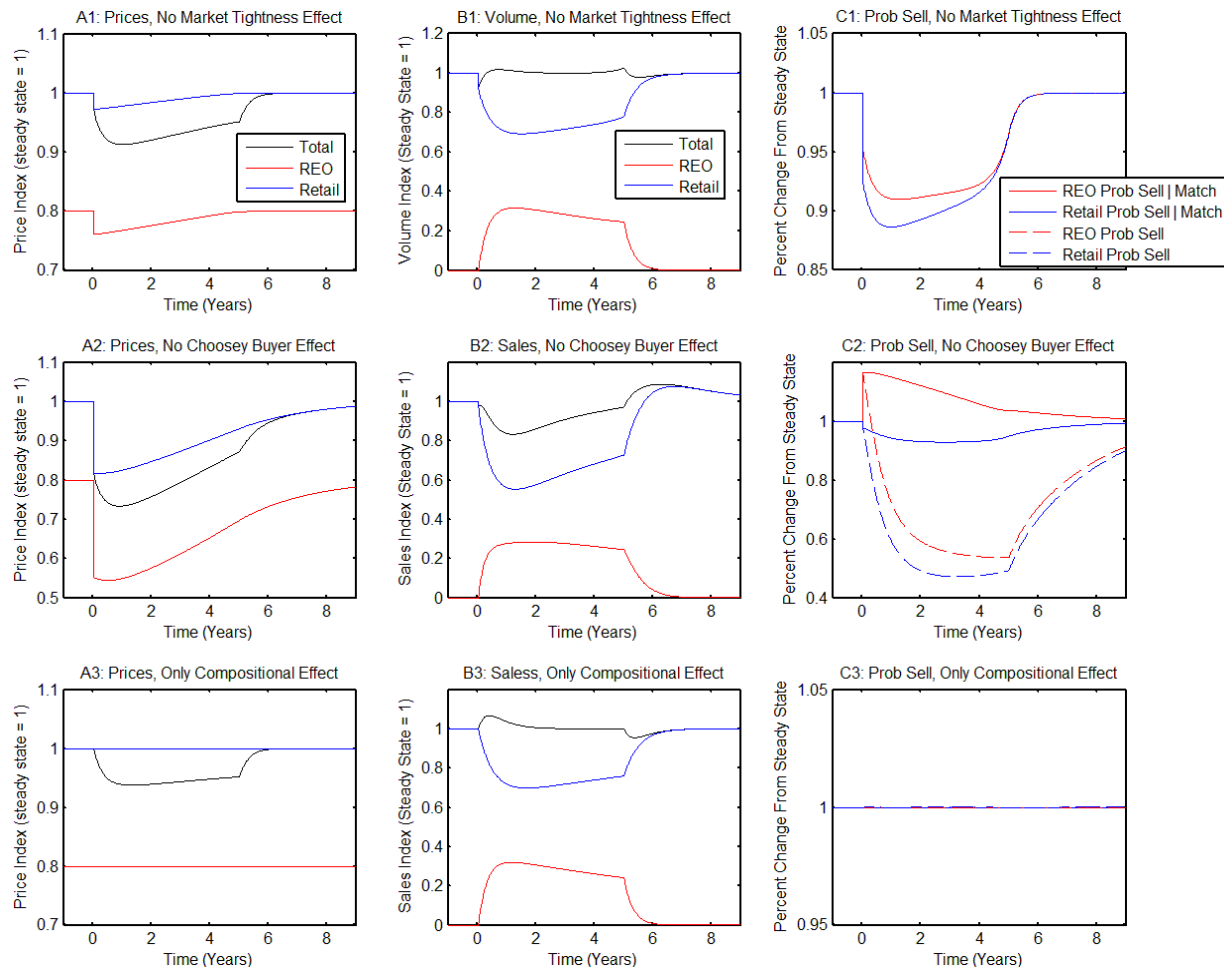 A1: Prices, No Market Tightness Effect
1.1
1
0.9
0.8
0.7
Price Index (steady state = 1)
Total
REO
Retail
0
2
4
6
8
Time (Years)
B1: Volume, No Market Tightness Effect
1.2
1
0.8
0.6
0.4
0.2
0
Volume Index (Steady State = 1)
Total
REO
Retail
0
2
4
6
8
Time (Years)
C1: Prob Sell, No Market Tightness Effect
1.05
1
0.95
0.9
0.85
Percent Change From Steady State
REO Prob Sell | Match
Retail Prob Sell | Match
REO Prob Sell
Retail Prob Sell
0
2
4
6
8
Time (Years)
A2: Prices, No Choosey Buyer Effect
1.1
1
0.9
0.8
0.7
0.6
0.5
Price Index (Steady State = 1)
0
2
4
6
8
Time (Years)
B2: Sales, No Choosey Buyer Effect
1
0.8
0.6
0.4
0.2
0
Sales Index (Steady State = 1)
0
2
4
6
8
Time (Years)
C2: Prob Sell, No Choosey Buyer Effect
1
0.8
0.6
0.4
Percent Change From Steady State
0
2
4
6
8
Time (Years)
A3: Prices, Only Compositional Effect
1.1
1
0.9
0.8
0.7
Price Index (Steady State = 1)
0
2
4
6
8
Time (Years)
B3: Saless, Only Compositional Effect
1
0.8
0.6
0.4
0.2
0
Sales Index (Steady State = 1)
0
2
4
6
8
Time (Years)
C3: Prob Sell, Only Compositional Effect
1.05
1
0.95
Percent Change From Steady State
0
2
4
6
8
Time (Years)